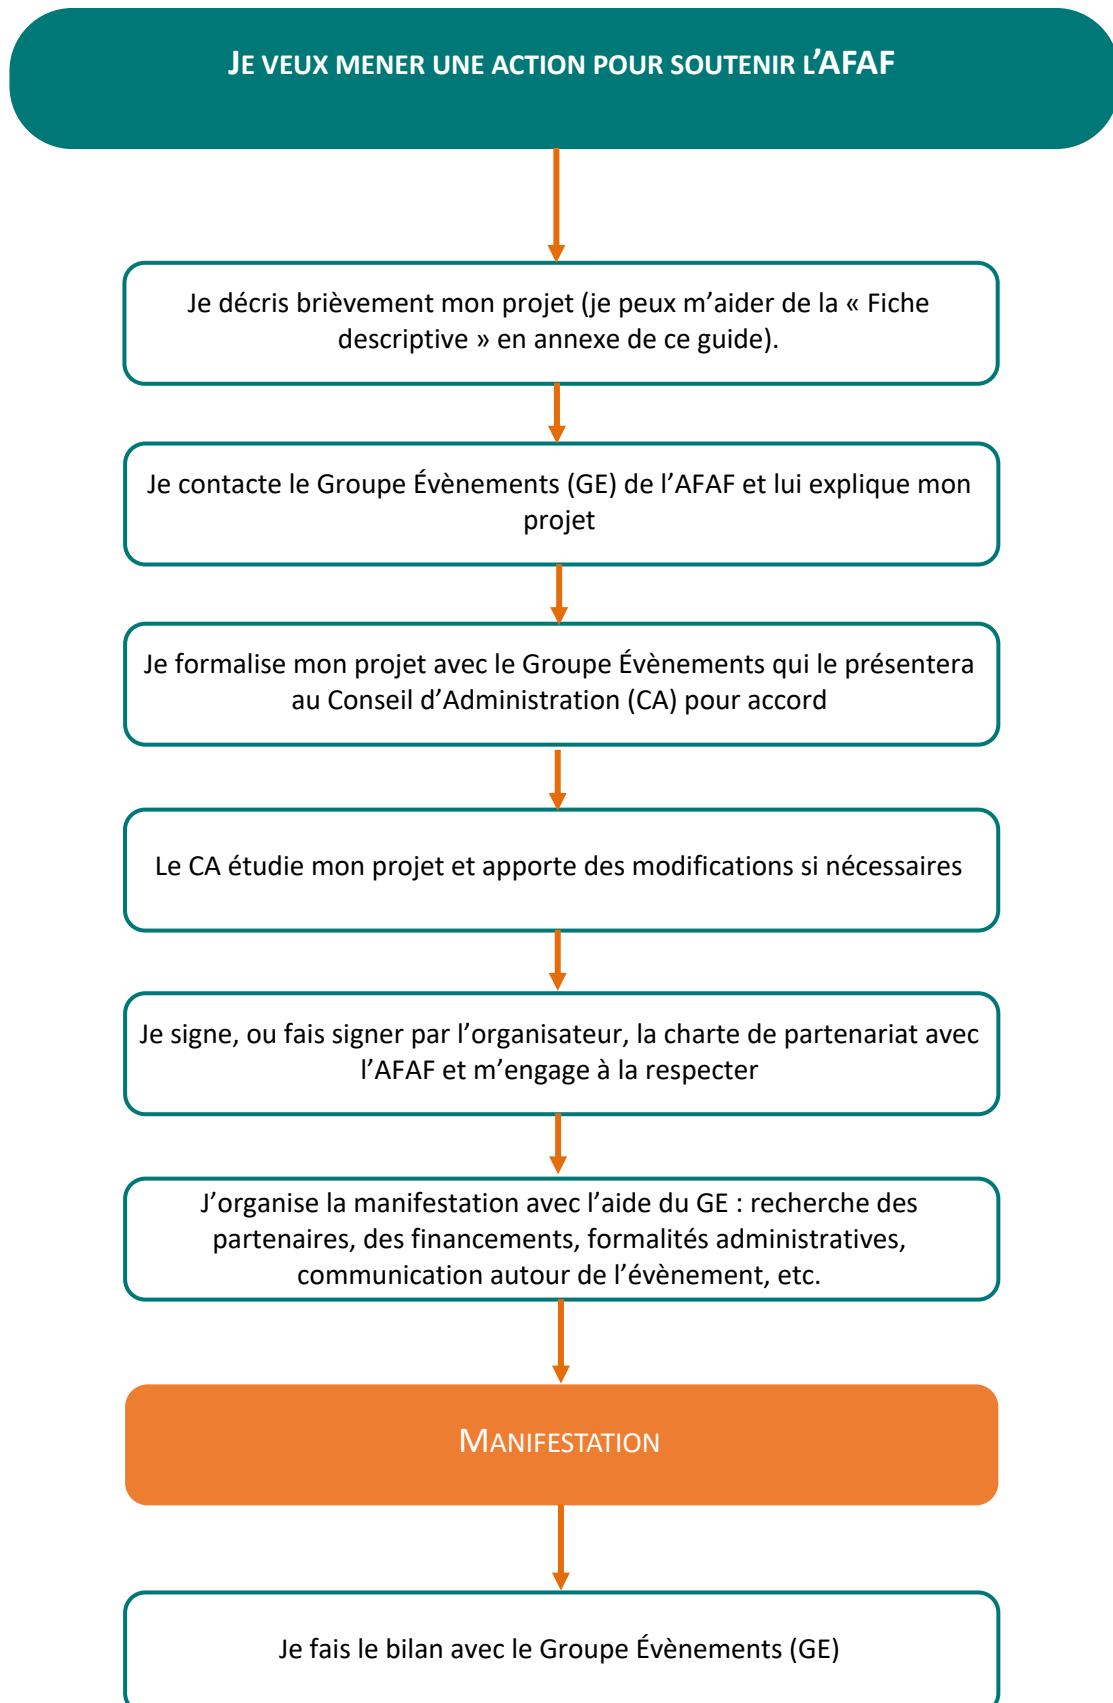 JE VEUX MENER UNE ACTION POUR SOUTENIR L'AFAF
Je décris brièvement mon projet (je peux m’aider de la « Fiche
descriptive » en annexe de ce guide).
Je contacte le Groupe Évènements (GE) de l’AFAF et lui explique mon
projet
Je formalise mon projet avec le Groupe Évènements qui le présentera
au Conseil d’Administration (CA) pour accord
Le CA étudie mon projet et apporte des modifications si nécessaires
Je signe, ou fais signer par l’organisateur, la charte de partenariat avec
l’AFAF et m’engage à la respecter
J’organise la manifestation avec l’aide du GE : recherche des
partenaires, des financements, formalités administratives,
communication autour de l’évènement, etc.
MANIFESTATION
Je fais le bilan avec le Groupe Évènements (GE)